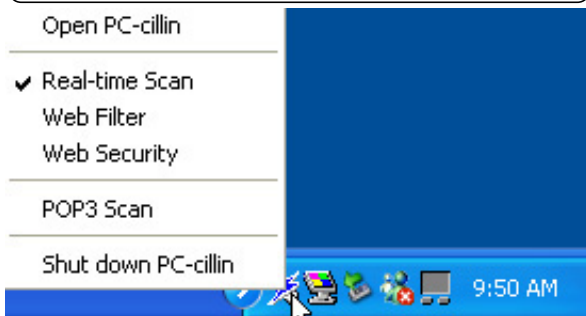 Open PC-cillin
Real-time Scan
Web Filter
Web Security
POP3 Scan
Shut down PC-cillin
9:50 AM